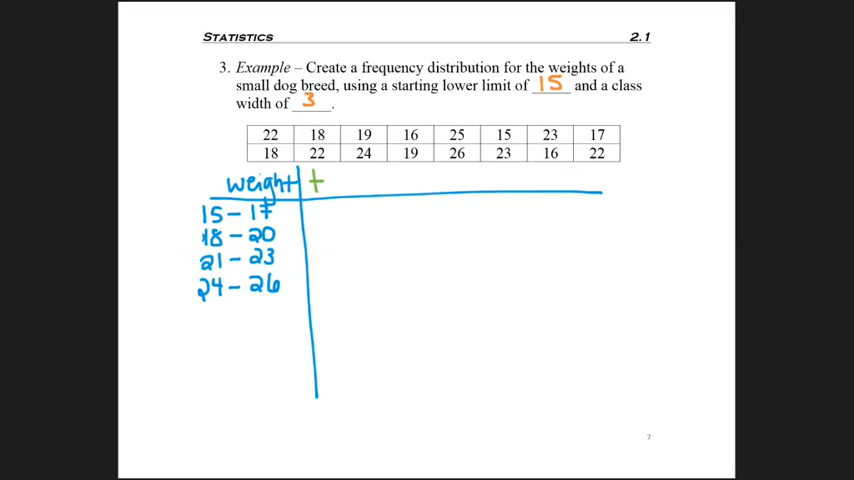 STATISTICS 2.1
3. Example – Create a frequency distribution for the weights of a
small dog breed, using a starting lower limit of 15 and a class
width of 3.
22 18 19 16 25 15 23 17
18 22 24 19 26 23 16 22
weight
15 – 17
18 – 20
21 – 23
24 – 26
7